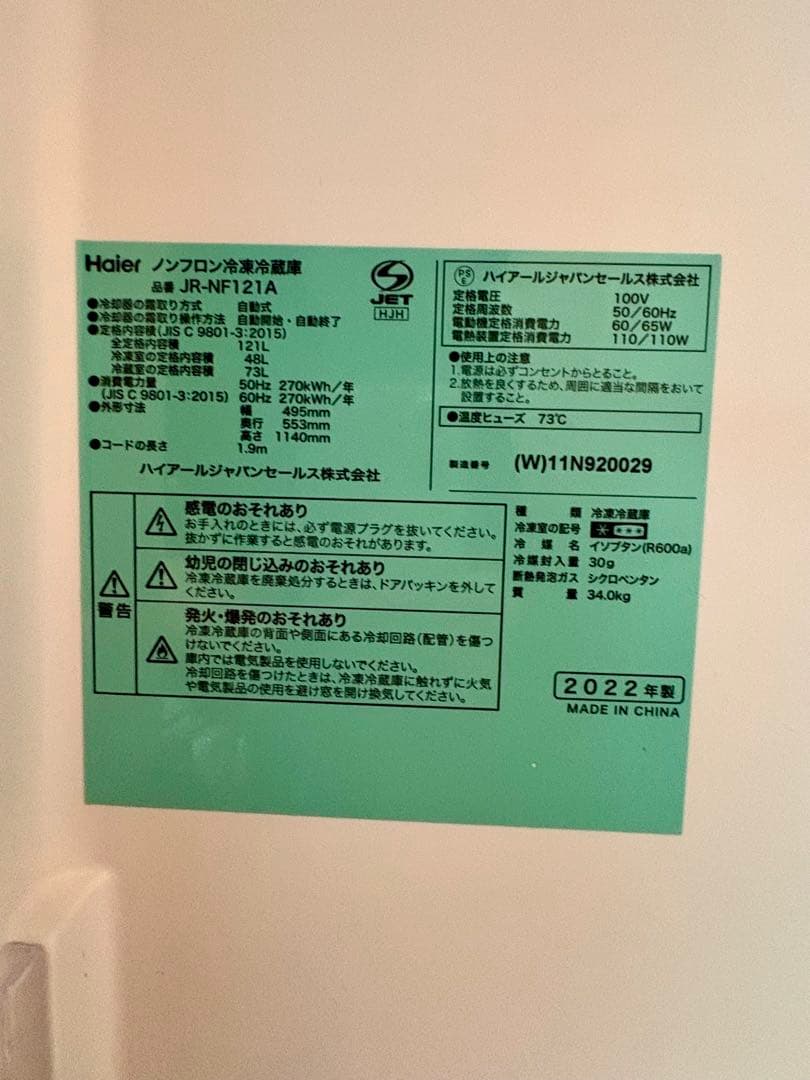 Haier ノンフロン冷凍冷蔵庫
品番 JR-NF121A
●冷却器の霜取り方式 自動式
●冷却器の霜取り操作方法 自動開始・自動終了
●定格内容積(JIS C 9801-3:2015)
全定格内容積 121L
冷凍室の定格内容積 48L
冷蔵室の定格内容積 73L
●消費電力量 50Hz 270kWh/年
(JIS C 9801-3:2015) 60Hz 270kWh/年
●外形寸法 幅 495mm
奥行 553mm
高さ 1140mm
●コードの長さ 1.9m
ハイアールジャパンセールス株式会社
JET
HJH
PSE ハイアールジャパンセールス株式会社
定格電圧 100V
定格周波数 50/60Hz
電動機定格消費電力 60/65W
電熱装置定格消費電力 110/110W
●使用上の注意
1.電源は必ずコンセントからとること。
2.放熱を良くするため、周囲に適当な間隔をおいて
設置すること。
●温度ヒューズ 73℃
製造番号 (W)11N920029
警告
感電のおそれあり
お手入れのときには、必ず電源プラグを抜いてください。
抜かずに作業すると感電のおそれがあります。
幼児の閉じ込みのおそれあり
冷凍冷蔵庫を廃棄処分するときは、ドアパッキンを外して
ください。
発火・爆発のおそれあり
冷凍冷蔵庫の背面や側面にある冷却回路(配管)を傷つ
けないでください。
庫内では電気製品を使用しないでください。
冷却回路を傷つけたときは、冷凍冷蔵庫に触れずに火気
や電気製品の使用を避け窓を開け換気してください。
種類 冷凍冷蔵庫
冷凍室の記号
冷媒名 イソブタン(R600a)
冷媒封入量 30g
断熱発泡ガス シクロペンタン
質量 34.0kg
2022年製
MADE IN CHINA